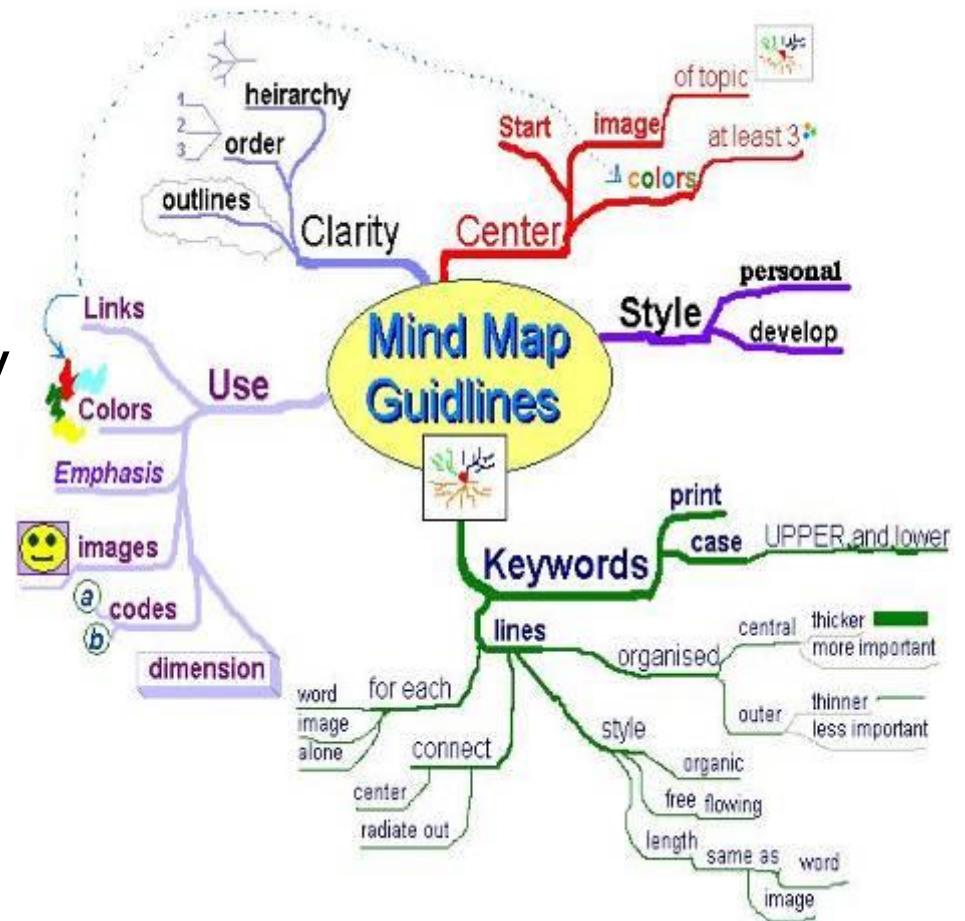 Mind Map
Guidlines
Center
Start
image
of topic
colors
at least 3
Style
personal
develop
Keywords
print
case
UPPER and lower
lines
organised
central
thicker
more important
outer
thinner
less important
style
organic
free flowing
length
same as
word
image
connect
center
radiate out
for each
word
image
alone
Use
Links
Colors
Emphasis
images
a
codes
b
dimension
Clarity
heirarchy
1
2
3
order
outlines
y